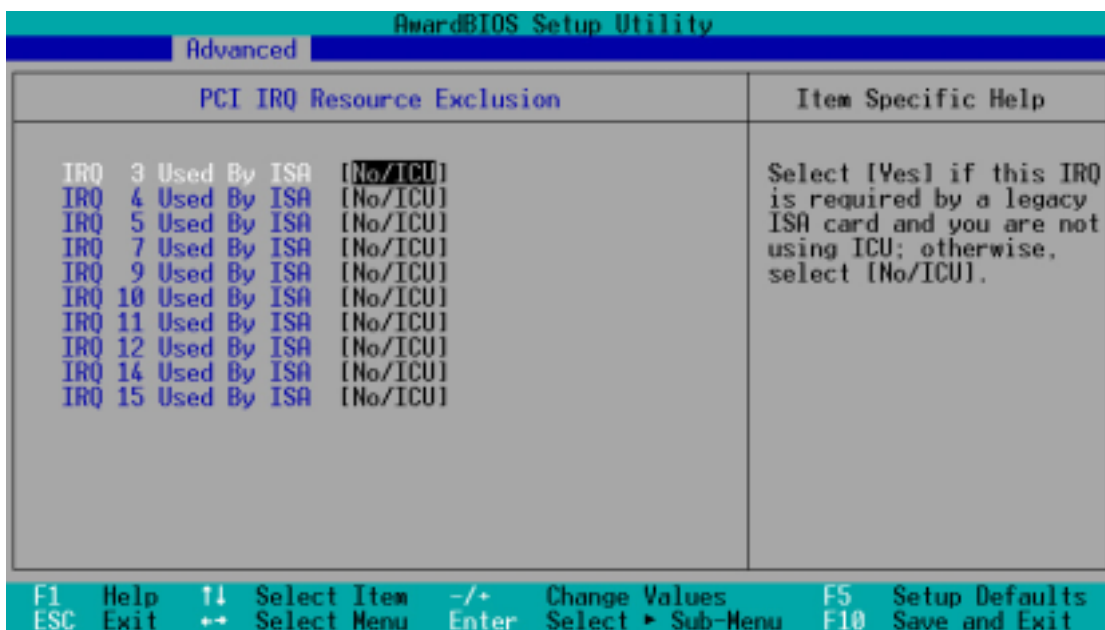 AwardBIOS Setup Utility
Advanced
PCI IRQ Resource Exclusion
IRQ 3 Used By ISA [No/ICU]
IRQ 4 Used By ISA [No/ICU]
IRQ 5 Used By ISA [No/ICU]
IRQ 7 Used By ISA [No/ICU]
IRQ 9 Used By ISA [No/ICU]
IRQ 10 Used By ISA [No/ICU]
IRQ 11 Used By ISA [No/ICU]
IRQ 12 Used By ISA [No/ICU]
IRQ 14 Used By ISA [No/ICU]
IRQ 15 Used By ISA [No/ICU]
Item Specific Help
Select [Yes] if this IRQ
is required by a legacy
ISA card and you are not
using ICU; otherwise,
select [No/ICU].
F1 Help ↑↓ Select Item -/+ Change Values F5 Setup Defaults
ESC Exit ←→ Select Menu Enter Select ► Sub-Menu F10 Save and Exit